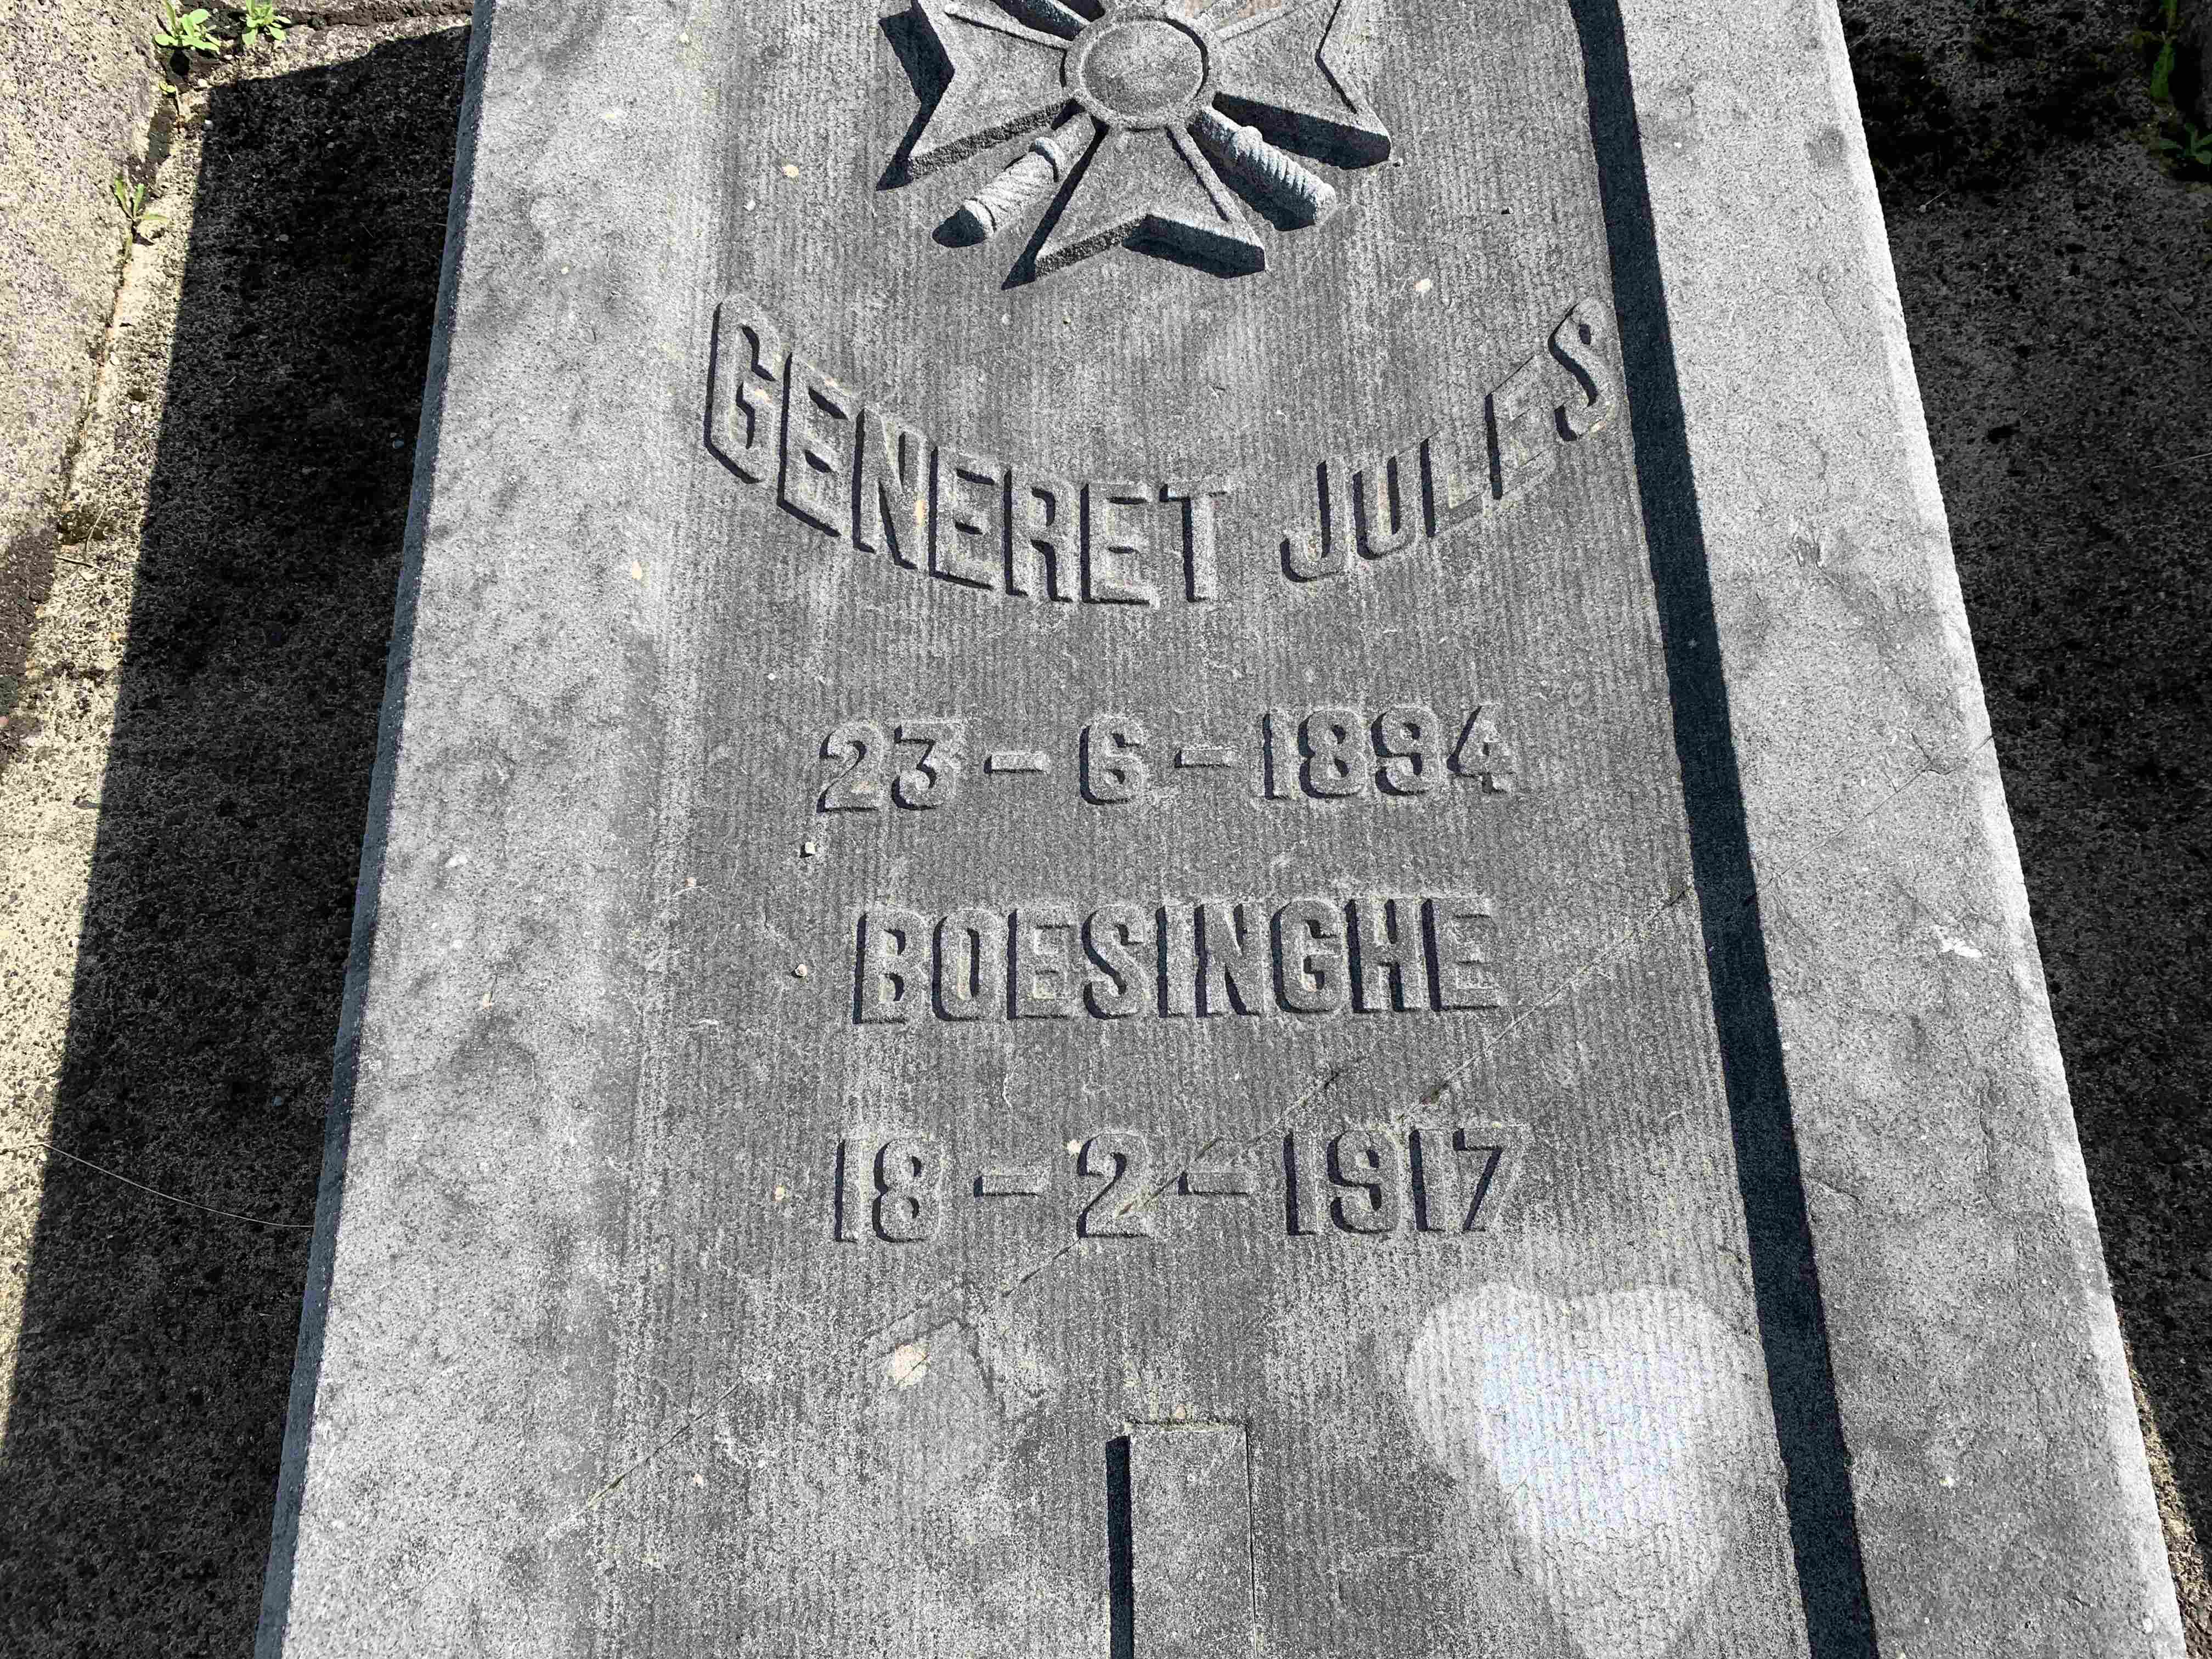 GENERET JULES
23-6-1894
BOESINGHE
18-2-1917